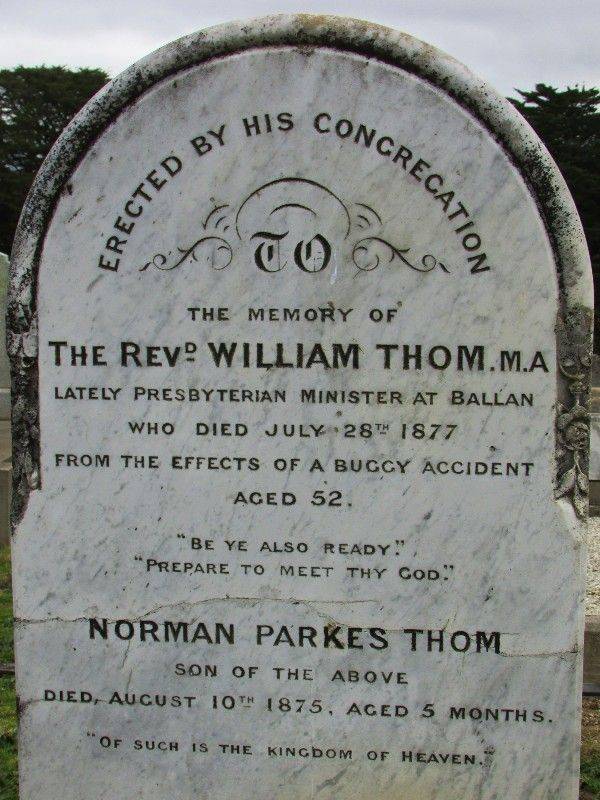 ERECTED BY HIS CONGREGATION
TO
THE MEMORY OF
THE REVD WILLIAM THOM. M.A
LATELY PRESBYTERIAN MINISTER AT BALLAN
WHO DIED JULY 28TH 1877
FROM THE EFFECTS OF A BUGGY ACCIDENT
AGED 52.
"BE YE ALSO READY."
"PREPARE TO MEET THY GOD."
NORMAN PARKES THOM
SON OF THE ABOVE
DIED, AUGUST 10TH 1875, AGED 5 MONTHS.
"OF SUCH IS THE KINGDOM OF HEAVEN."